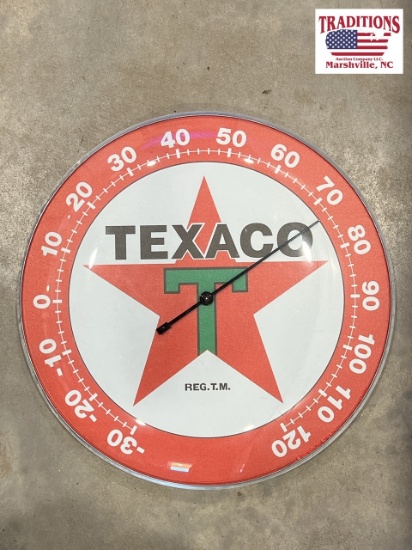 TRADITIONS
Auction Company LLC.
Marshville, NC
-30 -20 -10 0 10 20 30 40 50 60 70 80 90 100 110 120
TEXACO
T
REG. T.M.